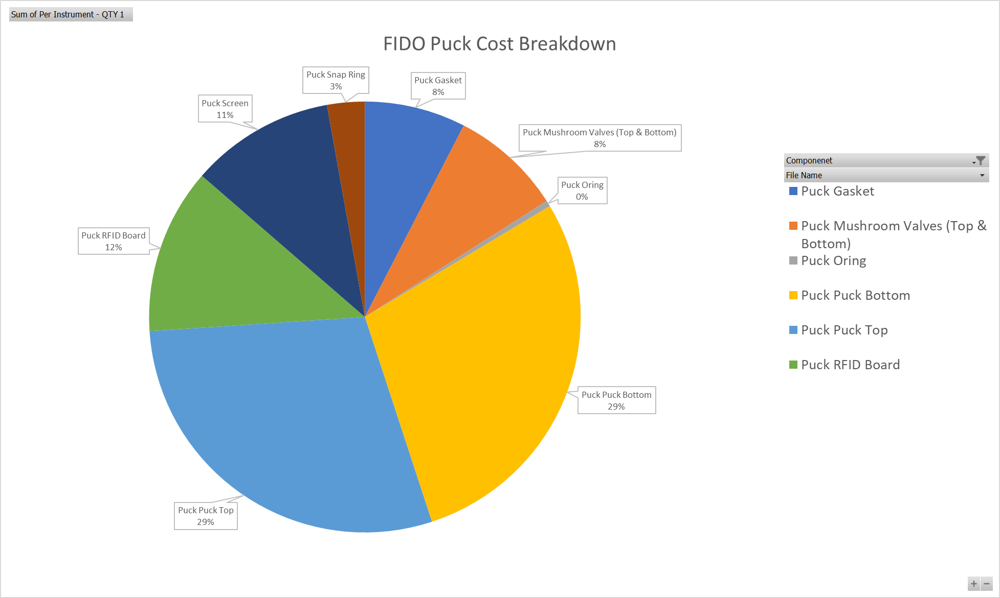 Sum of Per Instrument - QTY 1
FIDO Puck Cost Breakdown
Puck Snap Ring
3%
Puck Gasket
8%
Puck Screen
11%
Puck Mushroom Valves (Top & Bottom)
8%
Puck Oring
0%
Puck RFID Board
12%
Puck Puck Bottom
29%
Puck Puck Top
29%
Componenet
File Name
Puck Gasket
Puck Mushroom Valves (Top &
Bottom)
Puck Oring
Puck Puck Bottom
Puck Puck Top
Puck RFID Board